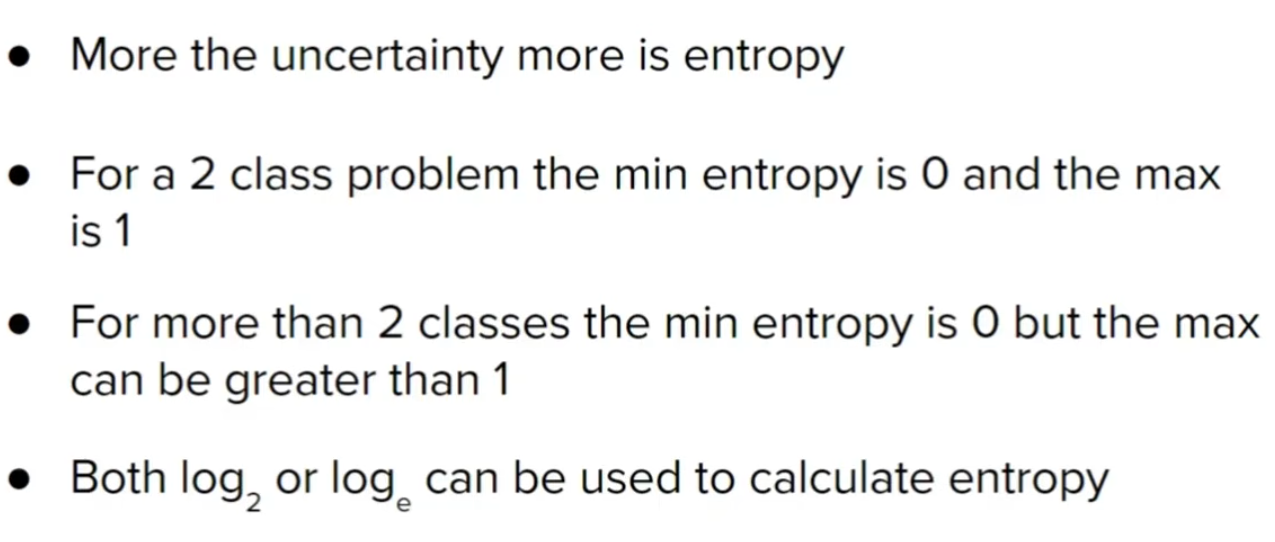 ● More the uncertainty more is entropy
● For a 2 class problem the min entropy is 0 and the max
is 1
● For more than 2 classes the min entropy is 0 but the max
can be greater than 1
● Both log₂ or logₑ can be used to calculate entropy